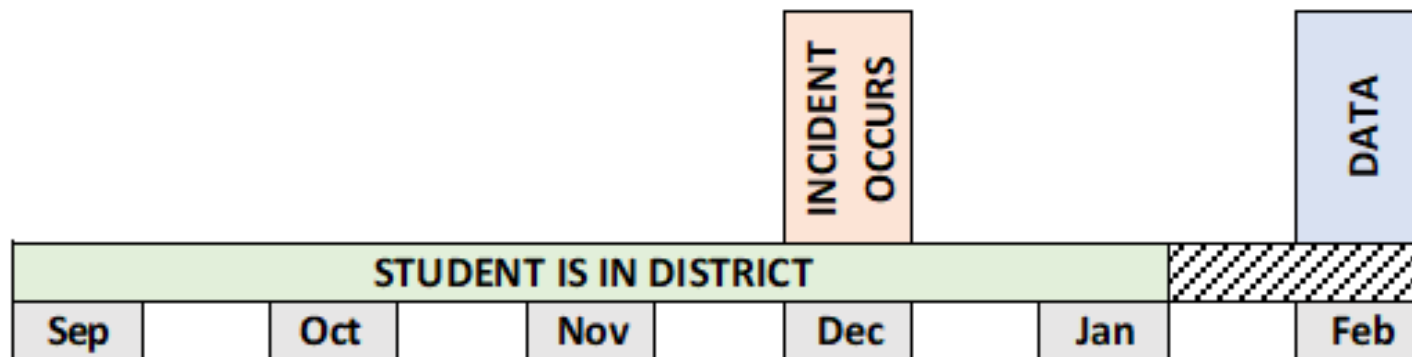 INCIDENT
OCCURS
DATA
STUDENT IS IN DISTRICT
Sep Oct Nov Dec Jan Feb